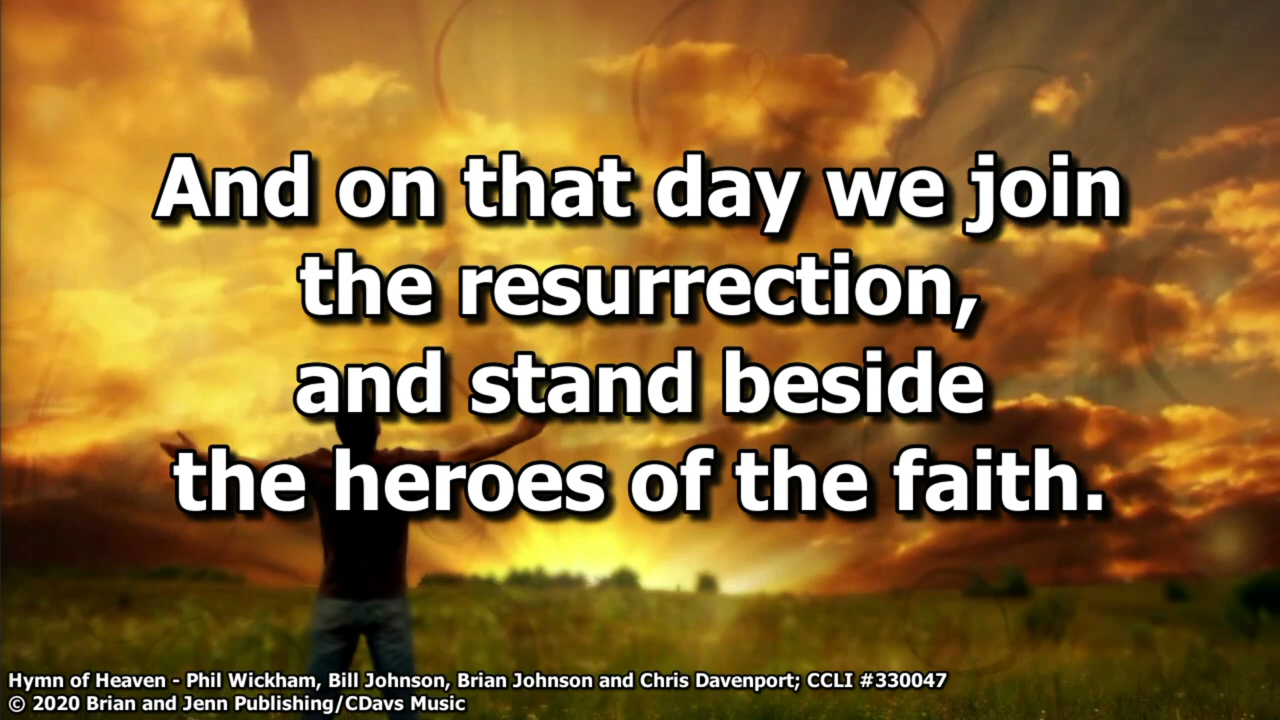 And on that day we join
the resurrection,
and stand beside
the heroes of the faith.
Hymn of Heaven - Phil Wickham, Bill Johnson, Brian Johnson and Chris Davenport; CCLI #330047
© 2020 Brian and Jenn Publishing/CDavs Music